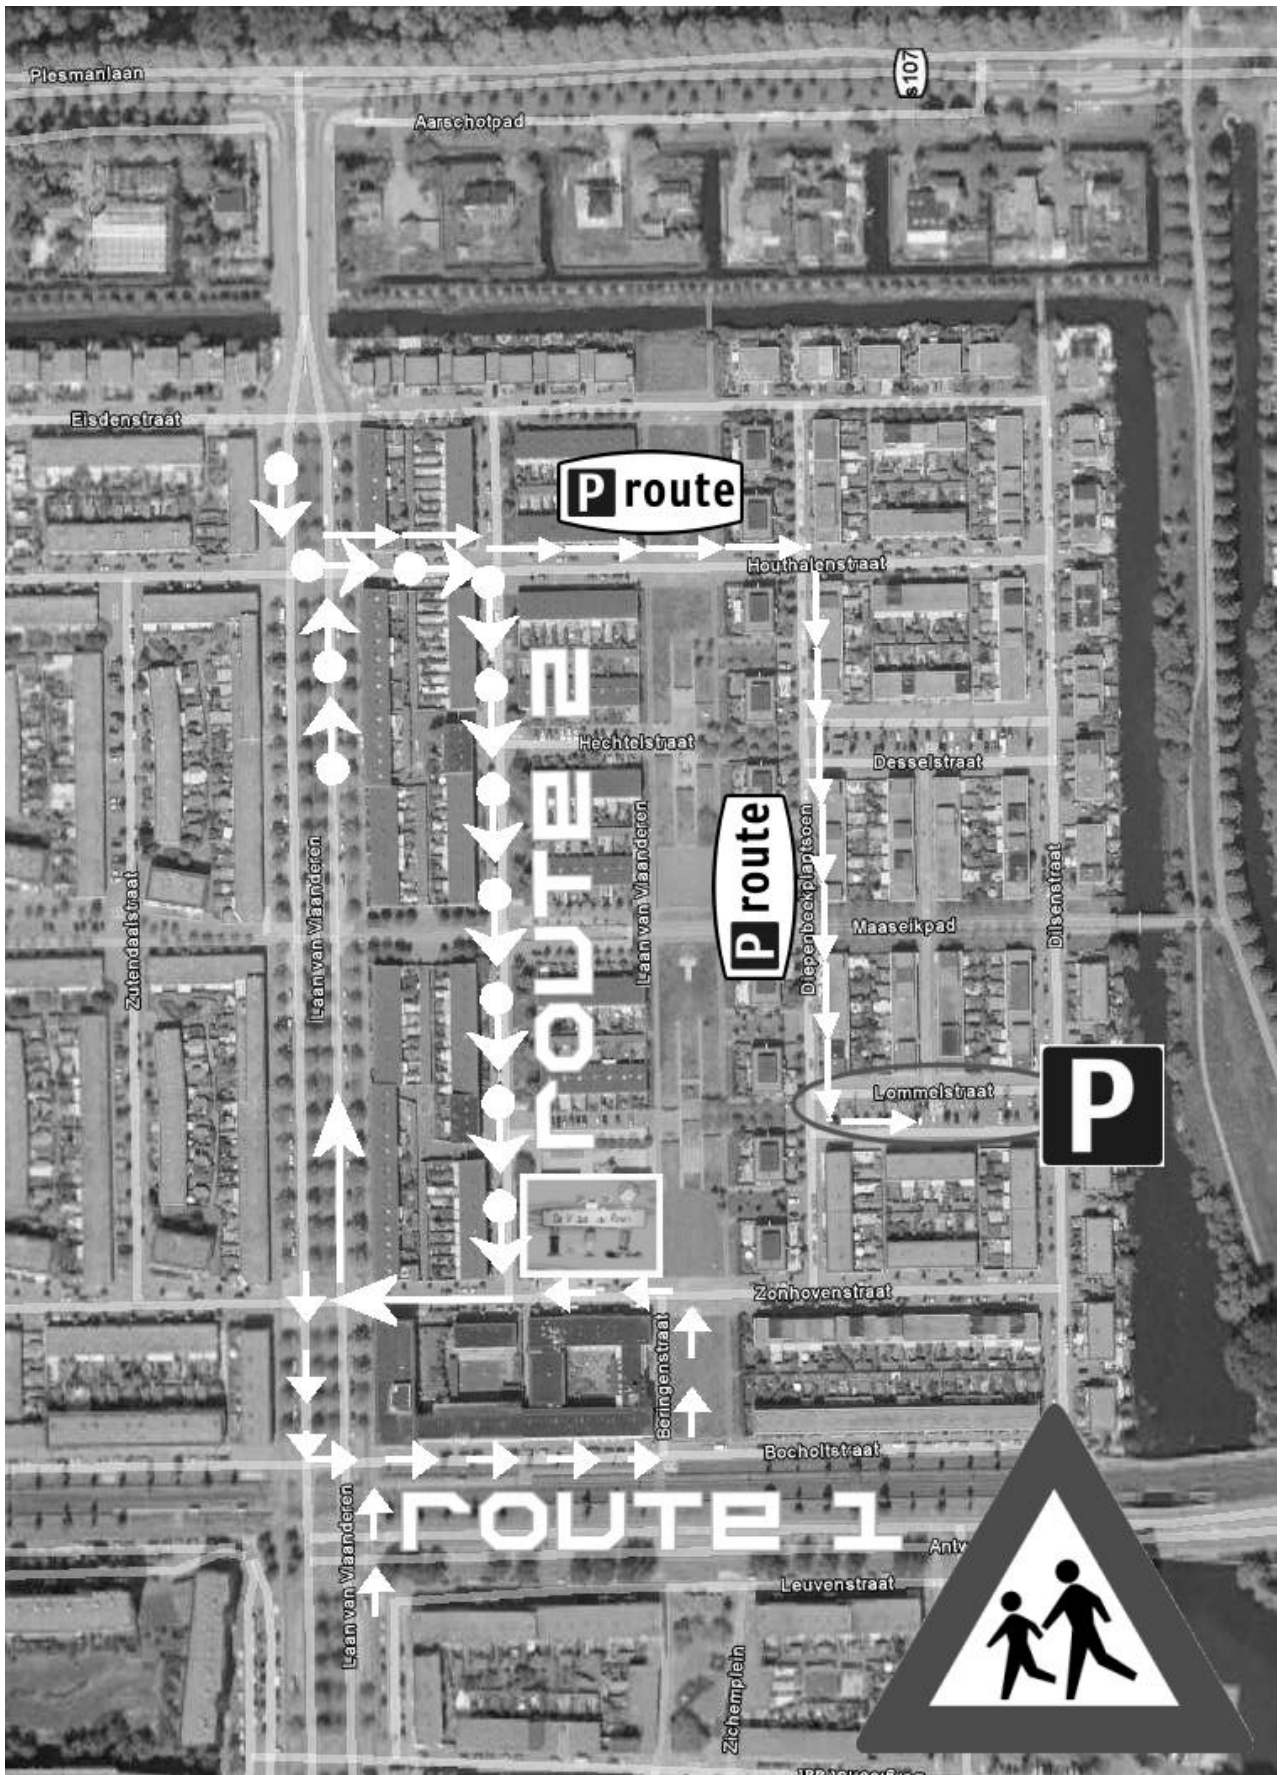 Plesmanlaan
s107
Aarschotpad
Eisdenstraat
P route
Houthalenstraat
route 2
Hechtelstraat
Desselstraat
Laan van Vlaanderen
Laan van Vlaanderen
P route
Diepenbeekplantsoen
Zutendaalstraat
Maaseikpad
Dilsenstraat
Lommelstraat
P
Zonhovenstraat
Beringenstraat
Bocholtstraat
Laan van Vlaanderen
route 1
Antw
Leuvenstraat
Zichemplein